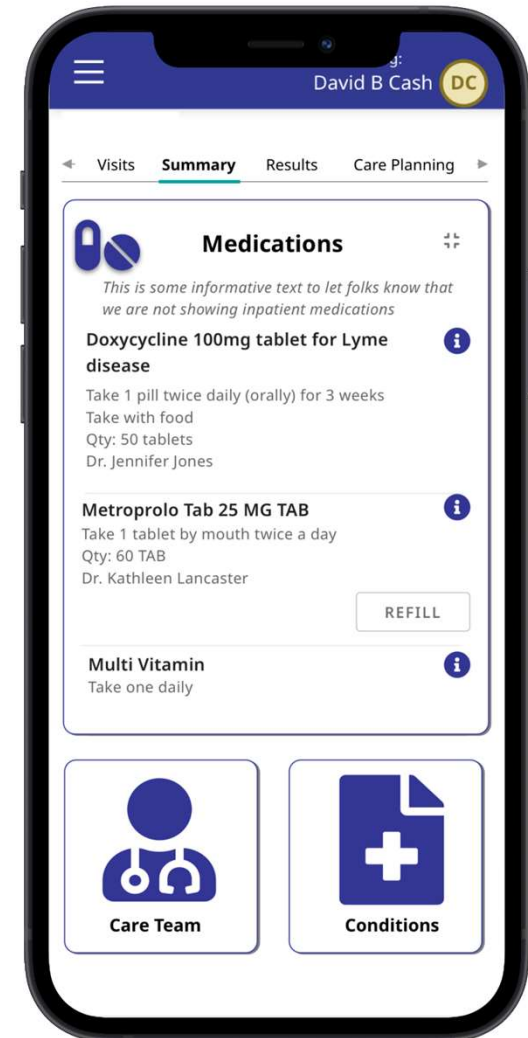 David B Cash
DC
Visits Summary Results Care Planning
Medications
This is some informative text to let folks know that
we are not showing inpatient medications
Doxycycline 100mg tablet for Lyme
disease
Take 1 pill twice daily (orally) for 3 weeks
Take with food
Qty: 50 tablets
Dr. Jennifer Jones
Metroprolo Tab 25 MG TAB
Take 1 tablet by mouth twice a day
Qty: 60 TAB
Dr. Kathleen Lancaster
REFILL
Multi Vitamin
Take one daily
Care Team
Conditions